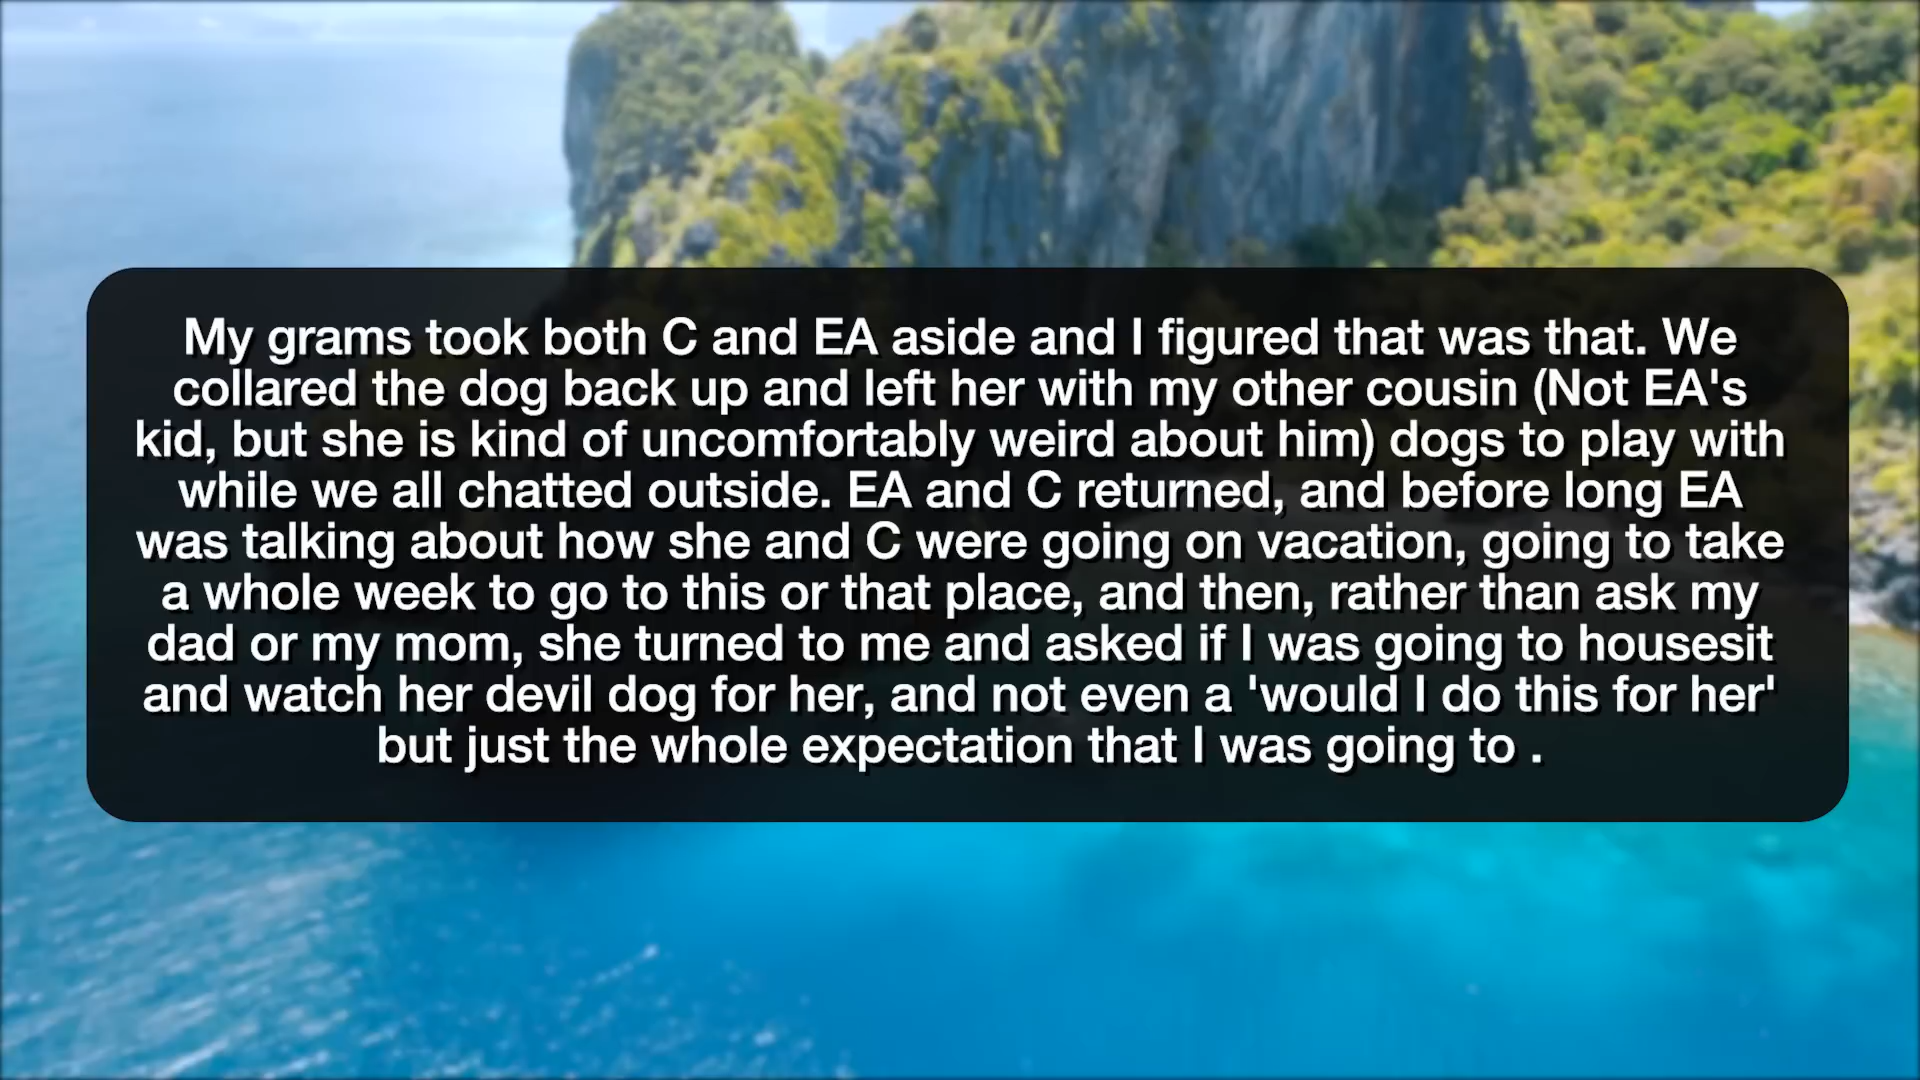 My grams took both C and EA aside and I figured that was that. We
collared the dog back up and left her with my other cousin (Not EA's
kid, but she is kind of uncomfortably weird about him) dogs to play with
while we all chatted outside. EA and C returned, and before long EA
was talking about how she and C were going on vacation, going to take
a whole week to go to this or that place, and then, rather than ask my
dad or my mom, she turned to me and asked if I was going to housesit
and watch her devil dog for her, and not even a 'would I do this for her'
but just the whole expectation that I was going to .